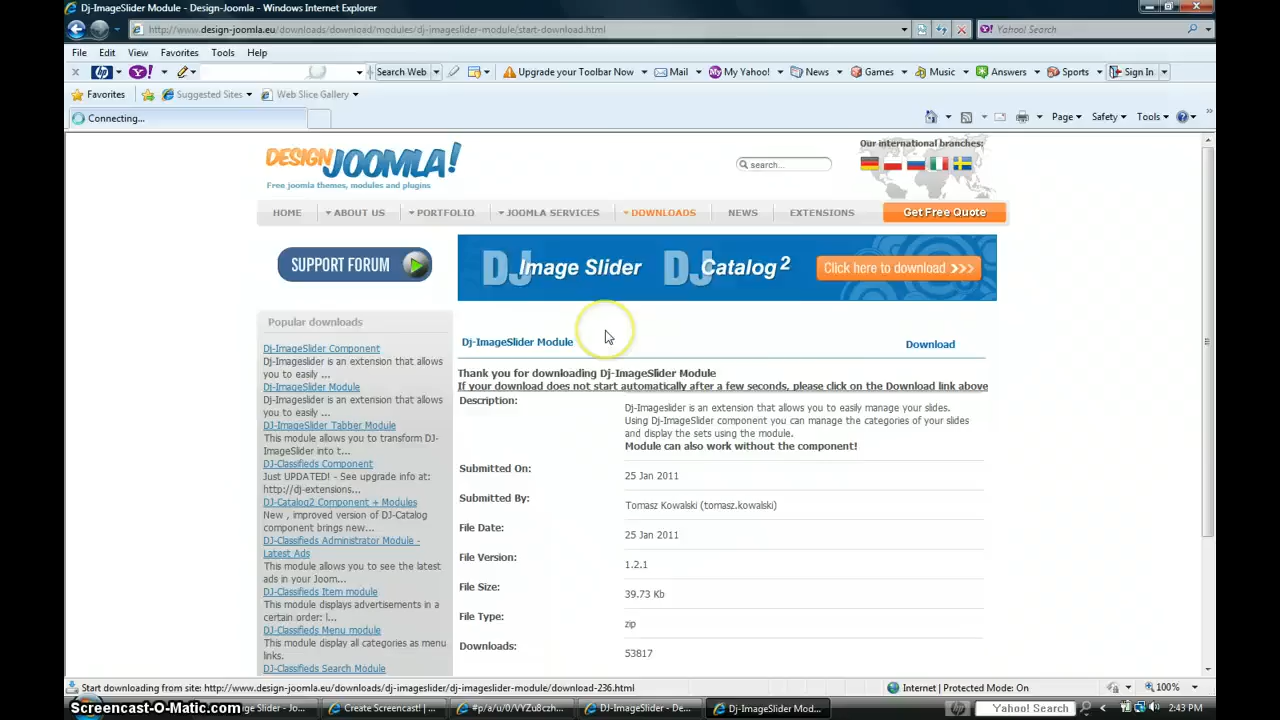 Dj-ImageSlider Module - Design-Joomla - Windows Internet Explorer
http://www.design-joomla.eu/downloads/download/modules/dj-imageslider-module/start-download.html
Yahoo! Search
File Edit View Favorites Tools Help
Search Web Upgrade your Toolbar Now Mail My Yahoo! News Games Music Answers Sports Sign In
Favorites Suggested Sites Web Slice Gallery
Connecting...
Page Safety Tools
DESIGN JOOMLA!
Free joomla themes, modules and plugins
search...
Our international branches:
HOME ABOUT US PORTFOLIO JOOMLA SERVICES DOWNLOADS NEWS EXTENSIONS Get Free Quote
SUPPORT FORUM
DJ Image Slider DJ Catalog 2 Click here to download >>>
Popular downloads
Dj-ImageSlider Component
Dj-Imageslider is an extension that allows
you to easily ...
Dj-ImageSlider Module
Dj-Imageslider is an extension that allows
you to easily ...
DJ-ImageSlider Tabber Module
This module allows you to transform DJ-
ImageSlider into t...
DJ-Classifieds Component
Just UPDATED! - See upgrade info at:
http://dj-extensions...
DJ-Catalog2 Component + Modules
New , improved version of DJ-Catalog
component brings new...
DJ-Classifieds Administrator Module -
Latest Ads
This module allows you to see the latest
ads in your Joom...
DJ-Classifieds Item module
This module displays advertisements in a
certain order: l...
DJ-Classifieds Menu module
This module display all categories as menu
links.
DJ-Classifieds Search Module
Dj-ImageSlider Module
Download
Thank you for downloading Dj-ImageSlider Module
If your download does not start automatically after a few seconds, please click on the Download link above
Description:
Dj-Imageslider is an extension that allows you to easily manage your slides.
Using Dj-ImageSlider component you can manage the categories of your slides
and display the sets using the module.
Module can also work without the component!
Submitted On:
25 Jan 2011
Submitted By:
Tomasz Kowalski (tomasz.kowalski)
File Date:
25 Jan 2011
File Version:
1.2.1
File Size:
39.73 Kb
File Type:
zip
Downloads:
53817
Start downloading from site: http://www.design-joomla.eu/downloads/dj-imageslider/dj-imageslider-module/download-236.html
Internet | Protected Mode: On
100%
Screencast-O-Matic.com
Slider - Jo... Create Screencast! ... #p/a/u/0/VYZu8czh... DJ-ImageSlider - De... Dj-ImageSlider Mod... Yahoo! Search 2:43 PM